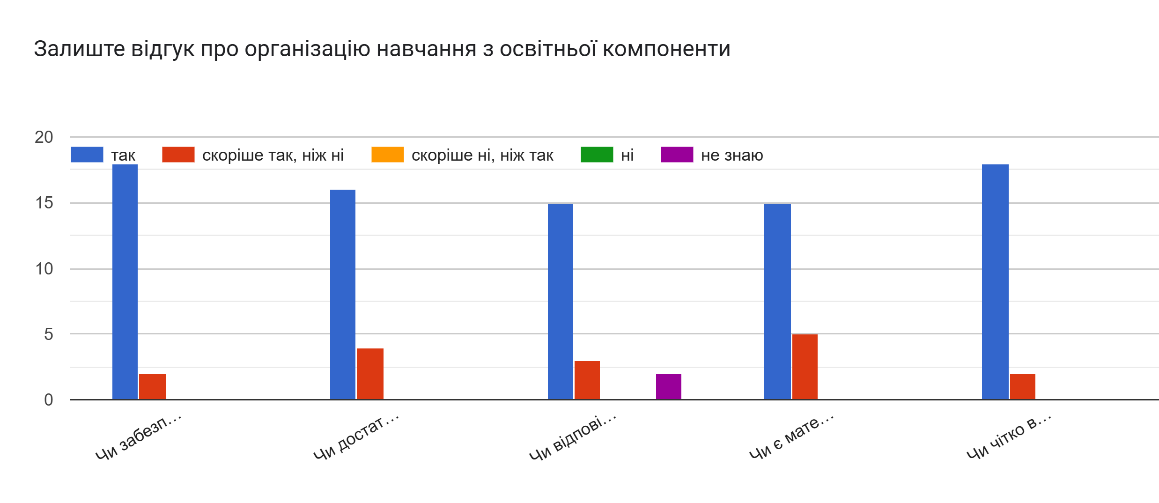 Залиште відгук про організацію навчання з освітньої компоненти
20
так скоріше так, ніж ні скоріше ні, ніж так ні не знаю
15
10
5
0
Чи забезп… Чи достат… Чи відпові… Чи є мате… Чи чітко в…